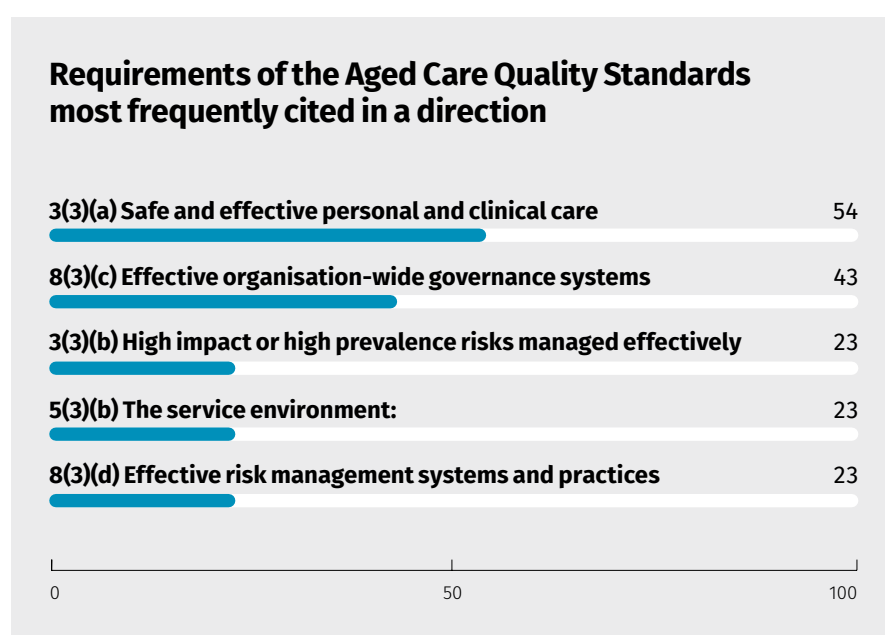 Requirements of the Aged Care Quality Standards
most frequently cited in a direction
3(3)(a) Safe and effective personal and clinical care 54
8(3)(c) Effective organisation-wide governance systems 43
3(3)(b) High impact or high prevalence risks managed effectively 23
5(3)(b) The service environment: 23
8(3)(d) Effective risk management systems and practices 23
0 50 100